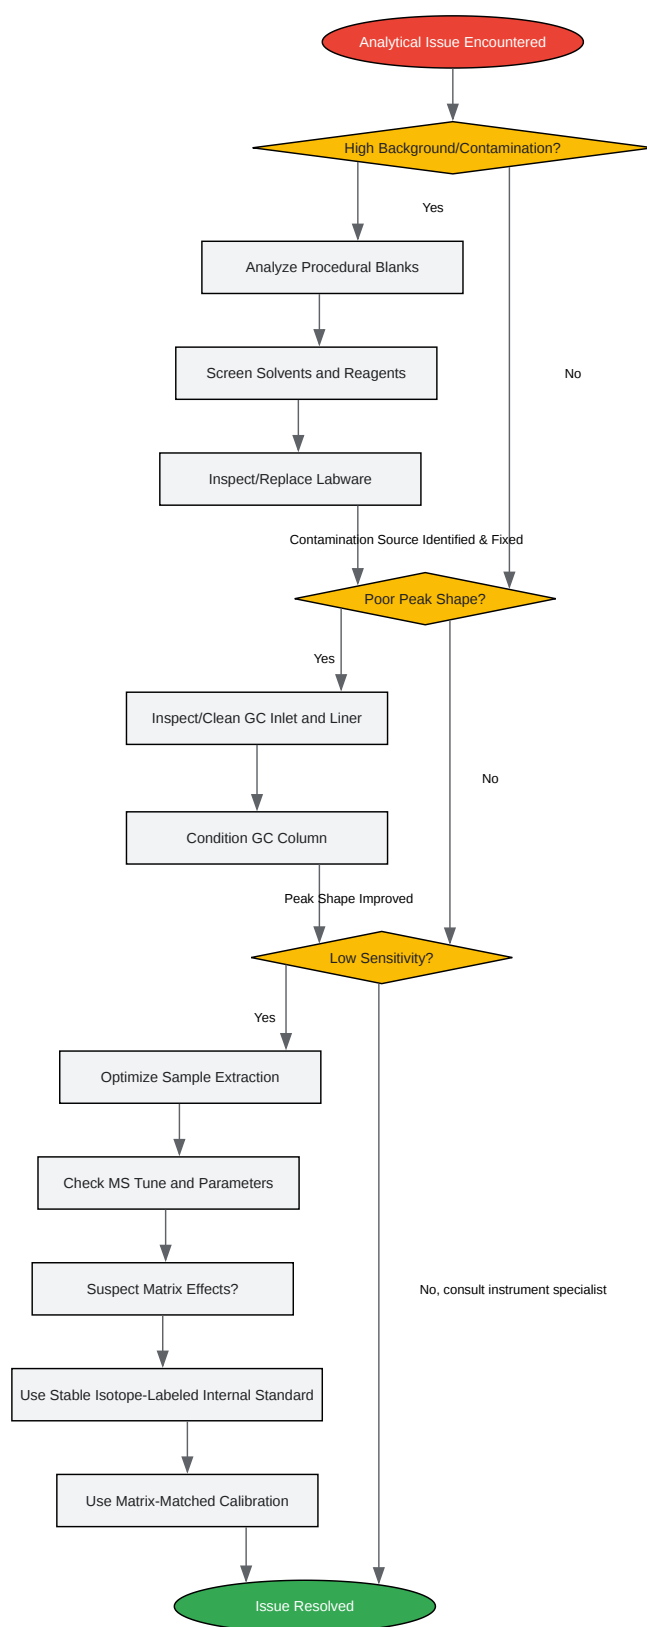 Analytical Issue Encountered
High Background/Contamination?
Yes
Analyze Procedural Blanks
Screen Solvents and Reagents
No
Inspect/Replace Labware
Contamination Source Identified & Fixed
Poor Peak Shape?
Yes
Inspect/Clean GC Inlet and Liner
No
Condition GC Column
Peak Shape Improved
Low Sensitivity?
Yes
Optimize Sample Extraction
Check MS Tune and Parameters
Suspect Matrix Effects?
No, consult instrument specialist
Use Stable Isotope-Labeled Internal Standard
Use Matrix-Matched Calibration
Issue Resolved